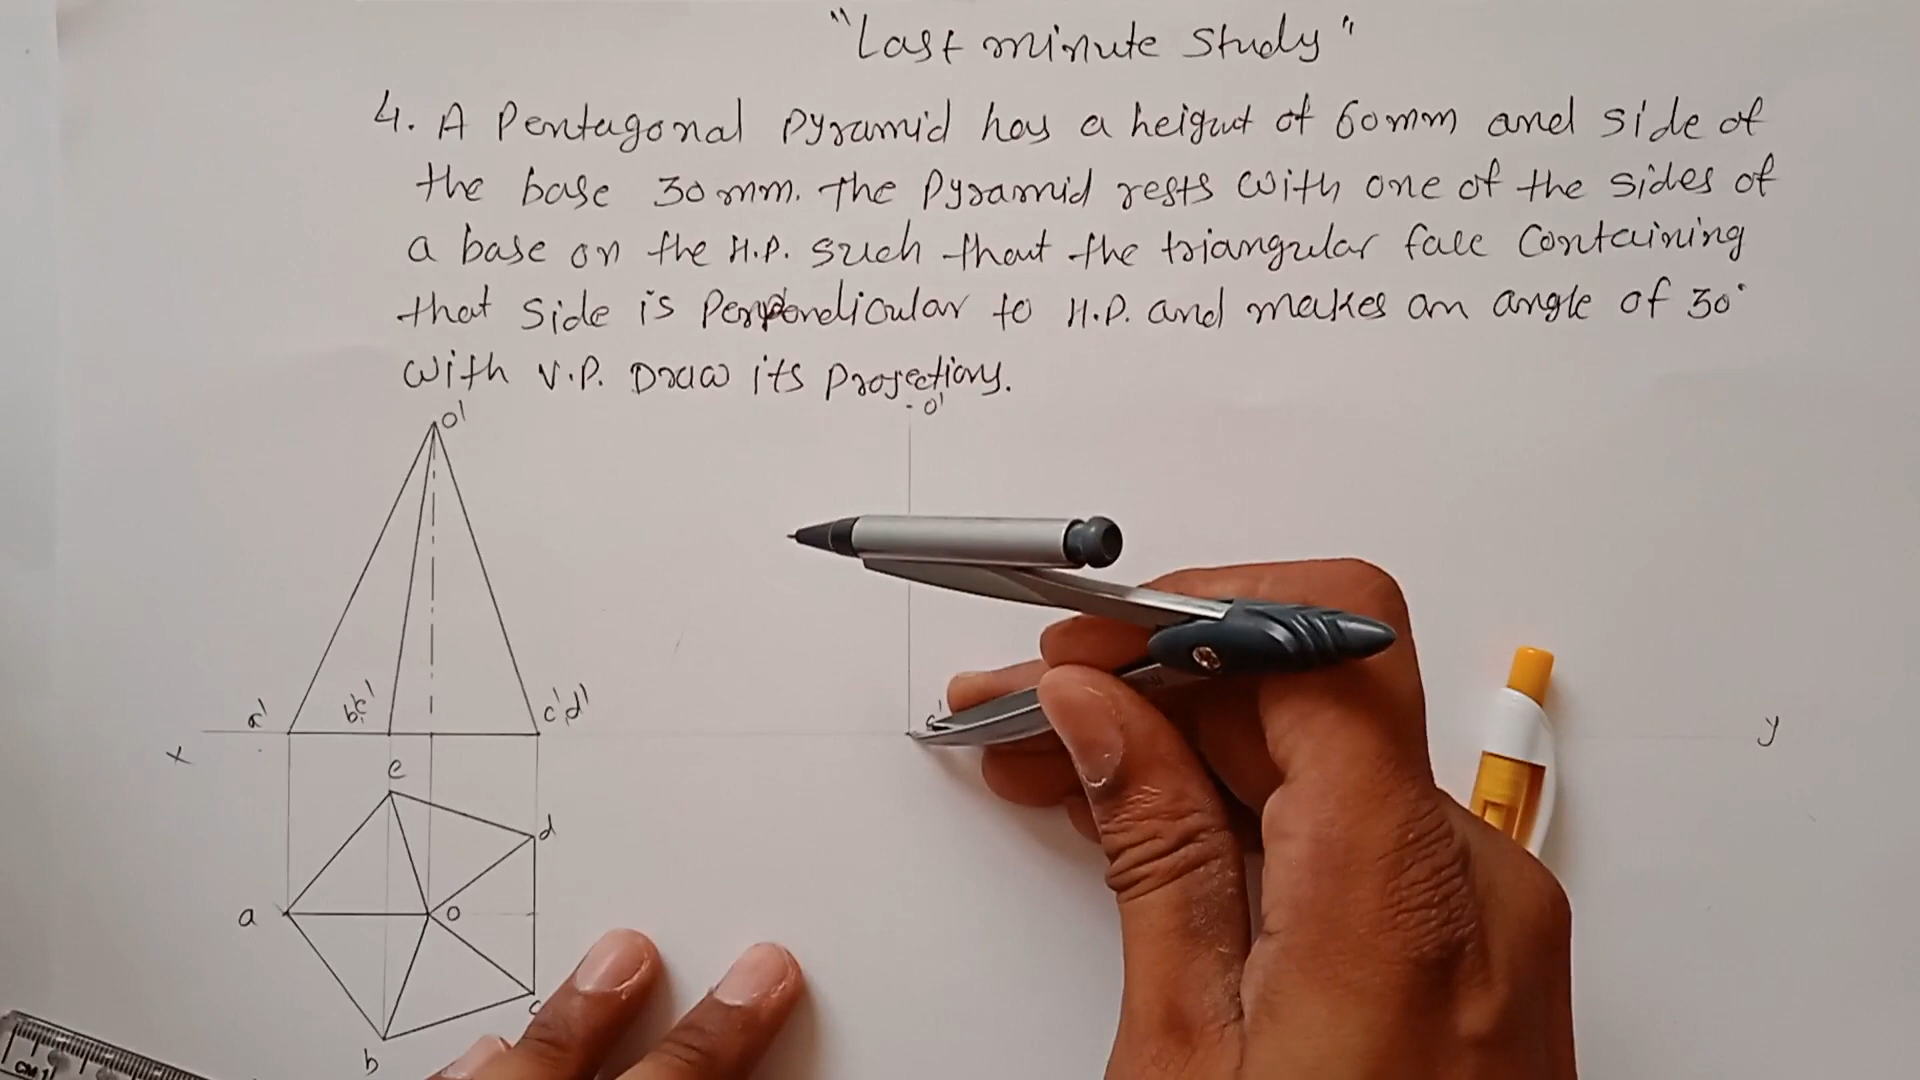 "Last minute Study"
4. A Pentagonal Pyramid has a height of 60mm and side of
the base 30mm. The Pyramid rests with one of the sides of
a base on the H.P. such that the triangular face Containing
that side is Perpendicular to H.P. and makes an angle of 30°
with V.P. Draw its Projections.
o'
o'
a' b'e' c'd'
c'
x y
e
d
a o
c
b
CM 1